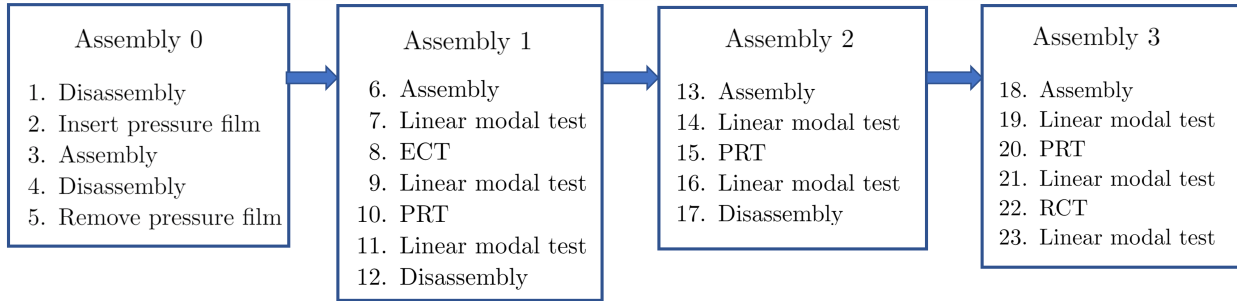 Assembly 0
1. Disassembly
2. Insert pressure film
3. Assembly
4. Disassembly
5. Remove pressure film
Assembly 1
6. Assembly
7. Linear modal test
8. ECT
9. Linear modal test
10. PRT
11. Linear modal test
12. Disassembly
Assembly 2
13. Assembly
14. Linear modal test
15. PRT
16. Linear modal test
17. Disassembly
Assembly 3
18. Assembly
19. Linear modal test
20. PRT
21. Linear modal test
22. RCT
23. Linear modal test